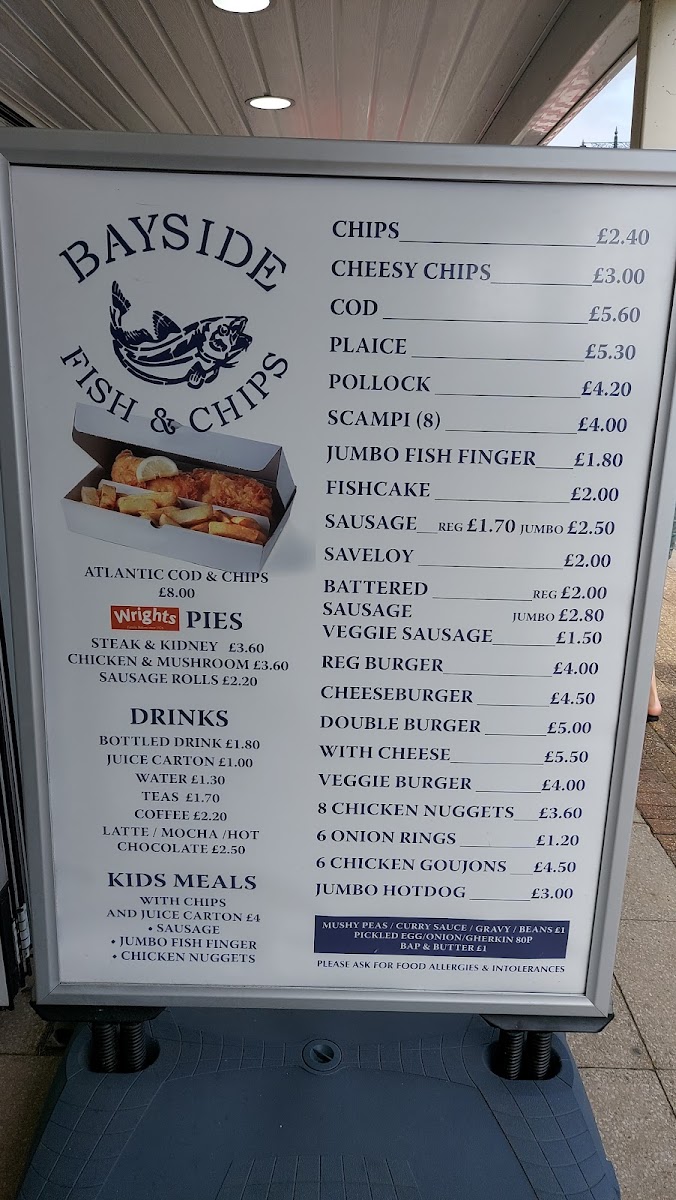 BAYSIDE
FISH & CHIPS
ATLANTIC COD & CHIPS
£8.00
Wrights PIES
STEAK & KIDNEY £3.60
CHICKEN & MUSHROOM £3.60
SAUSAGE ROLLS £2.20
DRINKS
BOTTLED DRINK £1.80
JUICE CARTON £1.00
WATER £1.30
TEAS £1.70
COFFEE £2.20
LATTE / MOCHA /HOT
CHOCOLATE £2.50
KIDS MEALS
WITH CHIPS
AND JUICE CARTON £4
• SAUSAGE
• JUMBO FISH FINGER
• CHICKEN NUGGETS
CHIPS £2.40
CHEESY CHIPS £3.00
COD £5.60
PLAICE £5.30
POLLOCK £4.20
SCAMPI (8) £4.00
JUMBO FISH FINGER £1.80
FISHCAKE £2.00
SAUSAGE REG £1.70 JUMBO £2.50
SAVELOY £2.00
BATTERED REG £2.00
SAUSAGE JUMBO £2.80
VEGGIE SAUSAGE £1.50
REG BURGER £4.00
CHEESEBURGER £4.50
DOUBLE BURGER £5.00
WITH CHEESE £5.50
VEGGIE BURGER £4.00
8 CHICKEN NUGGETS £3.60
6 ONION RINGS £1.20
6 CHICKEN GOUJONS £4.50
JUMBO HOTDOG £3.00
MUSHY PEAS / CURRY SAUCE / GRAVY / BEANS £1
PICKLED EGG/ONION/GHERKIN 80P
BAP & BUTTER £1
PLEASE ASK FOR FOOD ALLERGIES & INTOLERANCES